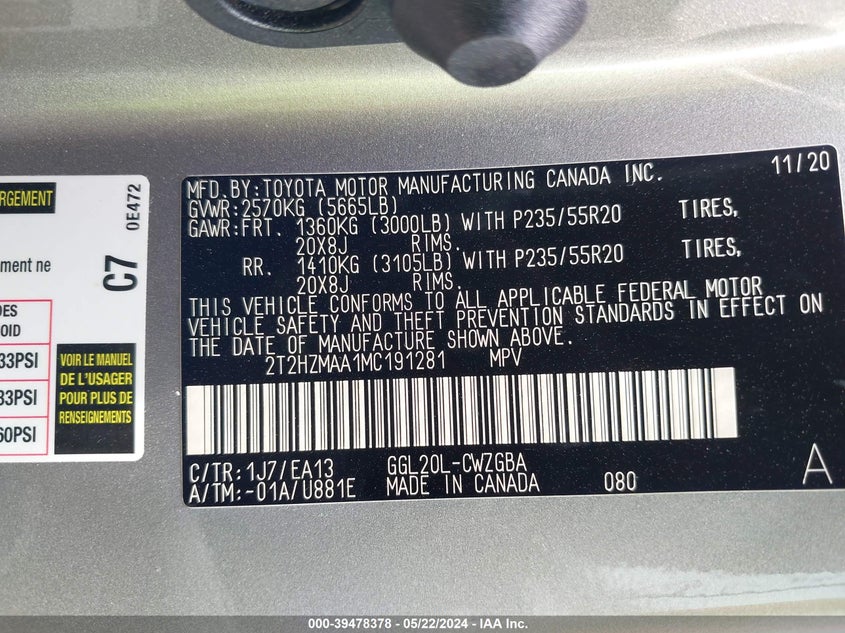 RGEMENT
C7
0E472
ement ne
DES
OID
33PSI
33PSI
60PSI
VOIR LE MANUEL
DE L'USAGER
POUR PLUS DE
RENSEIGNEMENTS
MFD. BY: TOYOTA MOTOR MANUFACTURING CANADA INC. 11/20
GVWR: 2570KG (5665LB)
GAWR: FRT. 1360KG (3000LB) WITH P235/55R20 TIRES,
20X8J RIMS.
RR. 1410KG (3105LB) WITH P235/55R20 TIRES,
20X8J RIMS.
THIS VEHICLE CONFORMS TO ALL APPLICABLE FEDERAL MOTOR
VEHICLE SAFETY AND THEFT PREVENTION STANDARDS IN EFFECT ON
THE DATE OF MANUFACTURE SHOWN ABOVE.
2T2HZMAA1MC191281 MPV
C/TR: 1J7/EA13 GGL20L-CWZGBA
A/TM: -01A/U881E MADE IN CANADA 080 A
000-39478378 - 05/22/2024 - IAA Inc.